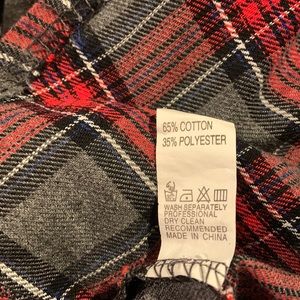 65% COTTON
35% POLYESTER
WASH SEPARATELY
PROFESSIONAL
DRY CLEAN
RECOMMENDED
MADE IN CHINA